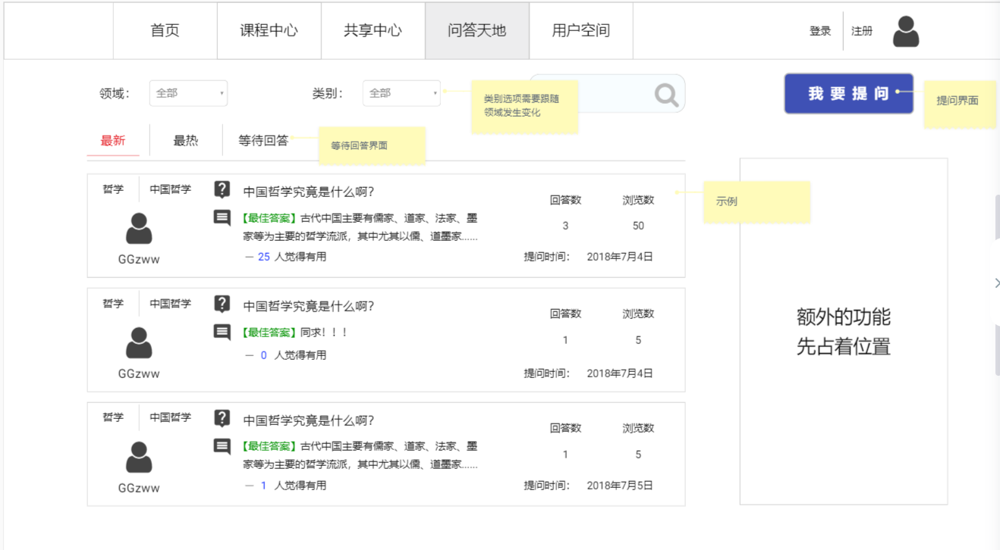 首页
课程中心
共享中心
问答天地
用户空间
登录
注册
领域：
全部
类别：
全部
类别选项需要跟随
领域发生变化
我要提问
提问界面
最新
最热
等待回答
等待回答界面
哲学
中国哲学
中国哲学究竟是什么啊?
回答数
浏览数
示例
【最佳答案】古代中国主要有儒家、道家、法家、墨
家等为主要的哲学流派，其中尤其以儒、道墨家......
3
50
GGzww
— 25 人觉得有用
提问时间：
2018年7月4日
哲学
中国哲学
中国哲学究竟是什么啊?
回答数
浏览数
【最佳答案】同求！！！
1
5
GGzww
— 0 人觉得有用
提问时间：
2018年7月4日
哲学
中国哲学
中国哲学究竟是什么啊?
回答数
浏览数
【最佳答案】古代中国主要有儒家、道家、法家、墨
家等为主要的哲学流派，其中尤其以儒、道墨家......
1
5
GGzww
— 1 人觉得有用
提问时间：
2018年7月5日
额外的功能
先占着位置